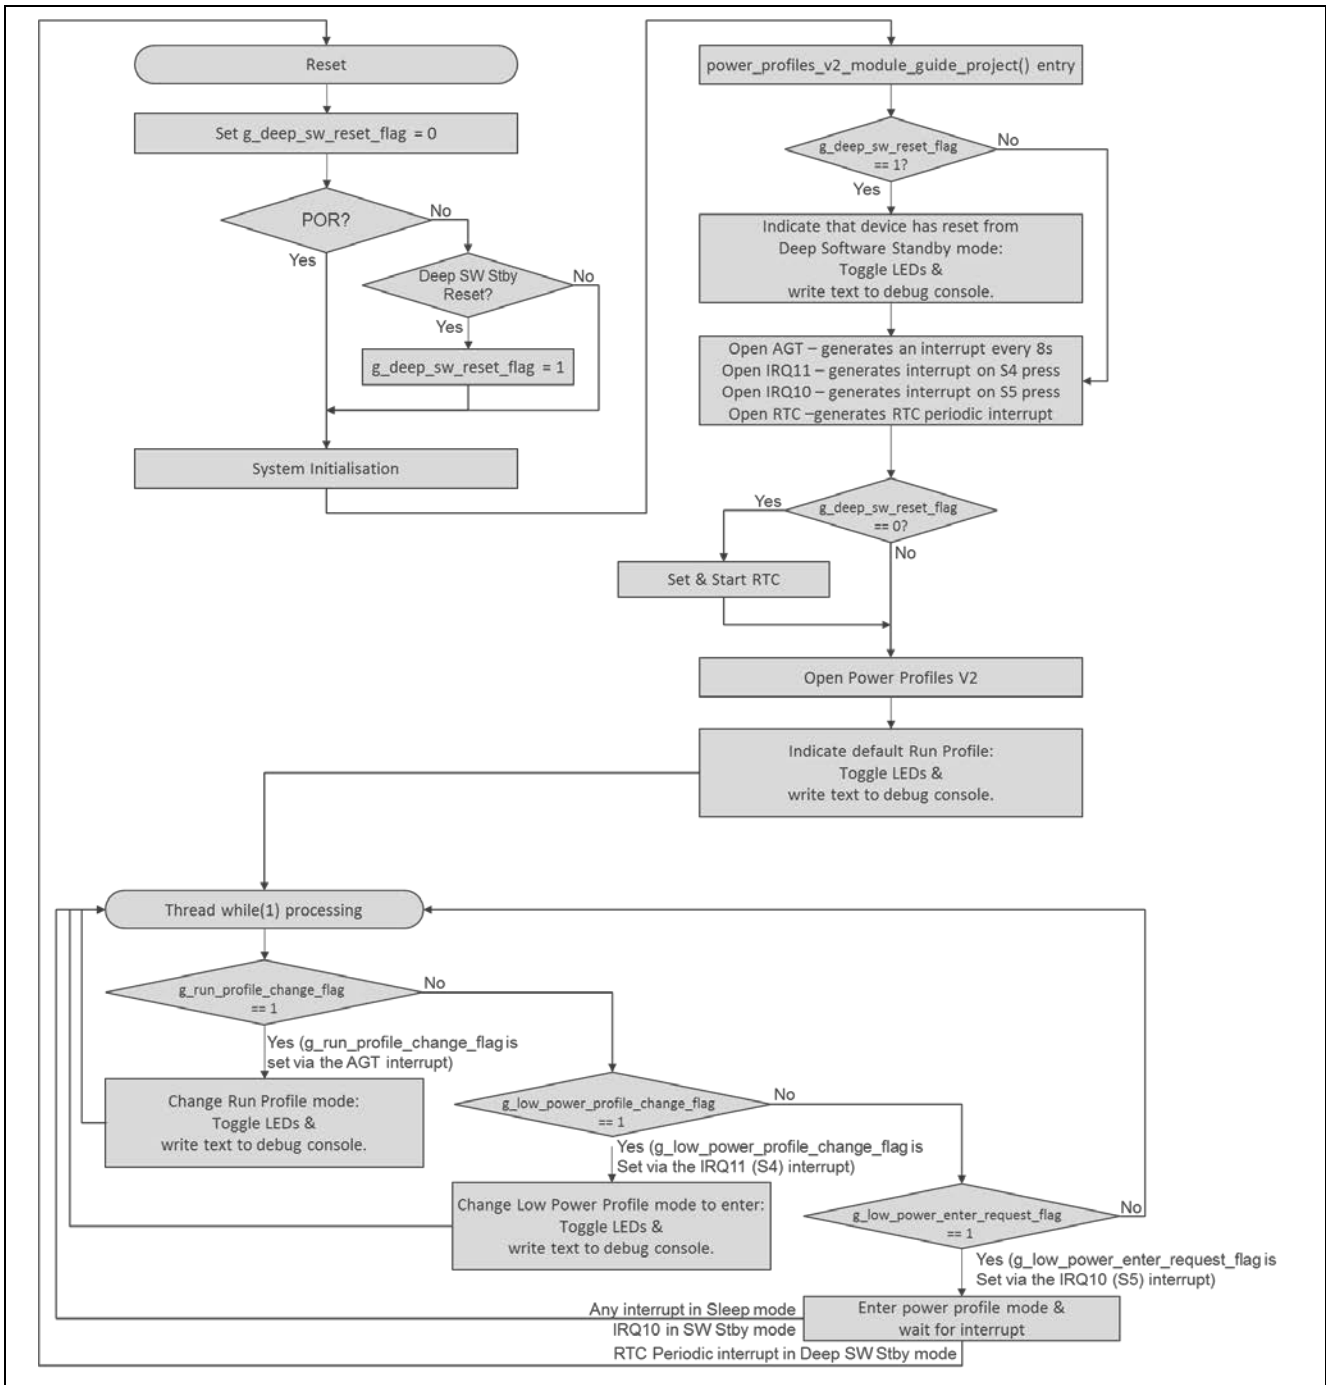 Reset
Set g_deep_sw_reset_flag = 0
POR?
No
Yes
Deep SW Stby
Reset?
No
Yes
g_deep_sw_reset_flag = 1
System Initialisation
power_profiles_v2_module_guide_project() entry
g_deep_sw_reset_flag
== 1?
No
Yes
Indicate that device has reset from
Deep Software Standby mode:
Toggle LEDs &
write text to debug console.
Open AGT – generates an interrupt every 8s
Open IRQ11 – generates interrupt on S4 press
Open IRQ10 – generates interrupt on S5 press
Open RTC –generates RTC periodic interrupt
g_deep_sw_reset_flag
== 0?
Yes
No
Set & Start RTC
Open Power Profiles V2
Indicate default Run Profile:
Toggle LEDs &
write text to debug console.
Thread while(1) processing
g_run_profile_change_flag
== 1
No
Yes (g_run_profile_change_flag is
set via the AGT interrupt)
Change Run Profile mode:
Toggle LEDs &
write text to debug console.
g_low_power_profile_change_flag
== 1
No
Yes (g_low_power_profile_change_flag is
Set via the IRQ11 (S4) interrupt)
Change Low Power Profile mode to enter:
Toggle LEDs &
write text to debug console.
g_low_power_enter_request_flag
== 1
No
Yes (g_low_power_enter_request_flag is
Set via the IRQ10 (S5) interrupt)
Enter power profile mode &
wait for interrupt
Any interrupt in Sleep mode
IRQ10 in SW Stby mode
RTC Periodic interrupt in Deep SW Stby mode